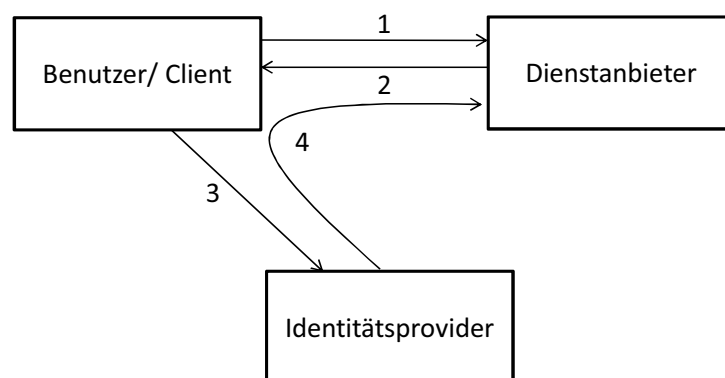 1
Benutzer/ Client
Dienstanbieter
2
4
3
Identitätsprovider